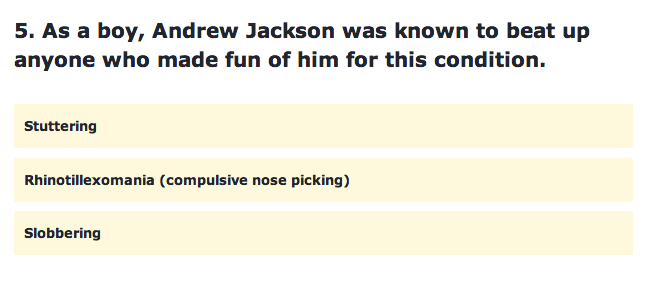 5. As a boy, Andrew Jackson was known to beat up
anyone who made fun of him for this condition.
Stuttering
Rhinotillexomania (compulsive nose picking)
Slobbering